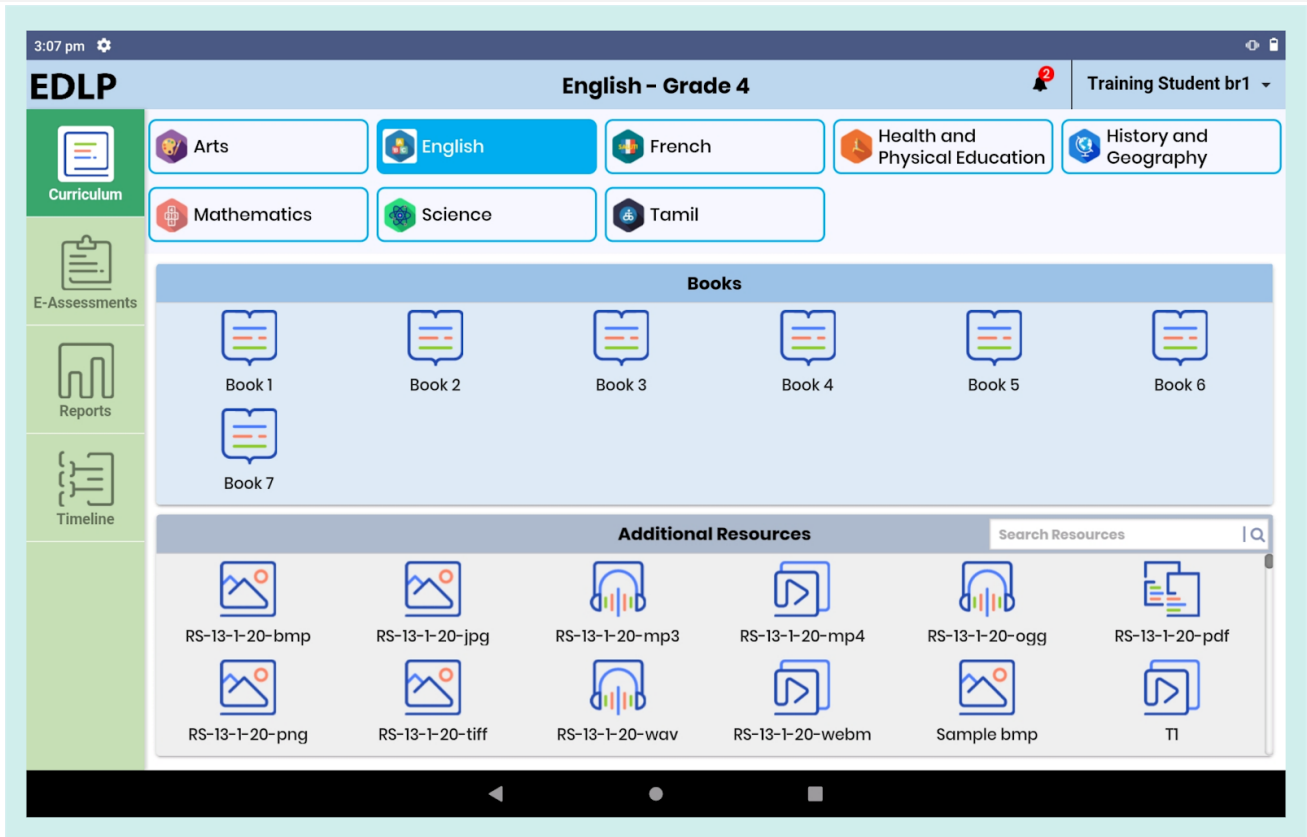 3:07 pm
EDLP
English - Grade 4
2
Training Student br1
Curriculum
E-Assessments
Reports
Timeline
Arts
English
French
Health and
Physical Education
History and
Geography
Mathematics
Science
Tamil
Books
Book 1
Book 2
Book 3
Book 4
Book 5
Book 6
Book 7
Additional Resources
Search Resources
RS-13-1-20-bmp
RS-13-1-20-jpg
RS-13-1-20-mp3
RS-13-1-20-mp4
RS-13-1-20-ogg
RS-13-1-20-pdf
RS-13-1-20-png
RS-13-1-20-tiff
RS-13-1-20-wav
RS-13-1-20-webm
Sample bmp
T1